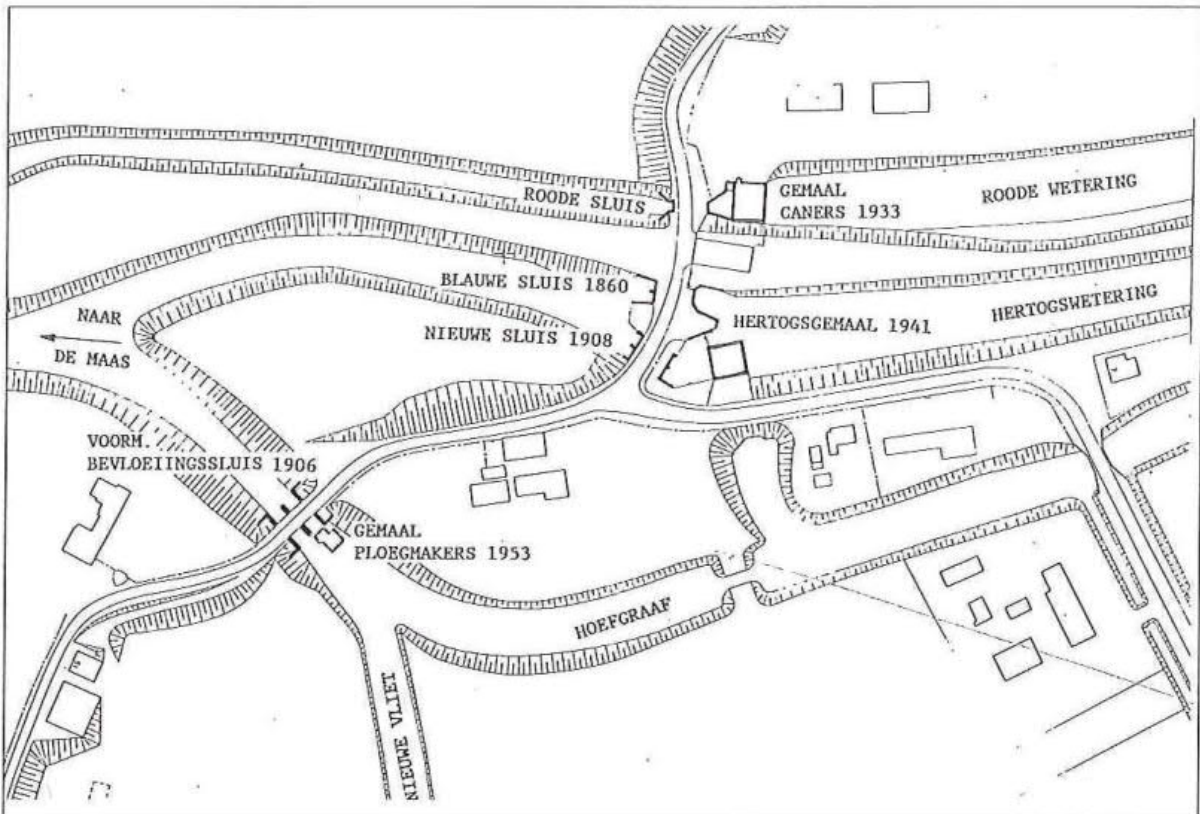 ROODE SLUIS
GEMAAL
CANERS 1933
ROODE WETERING
BLAUWE SLUIS 1860
NIEUWE SLUIS 1908
HERTOGSGEMAAL 1941
HERTOGSWETERING
NAAR
DE MAAS
VOORM.
BEVLOEIINGSSLUIS 1906
GEMAAL
PLOEGMAKERS 1953
HOEFGRAAF
NIEUWE VLIET